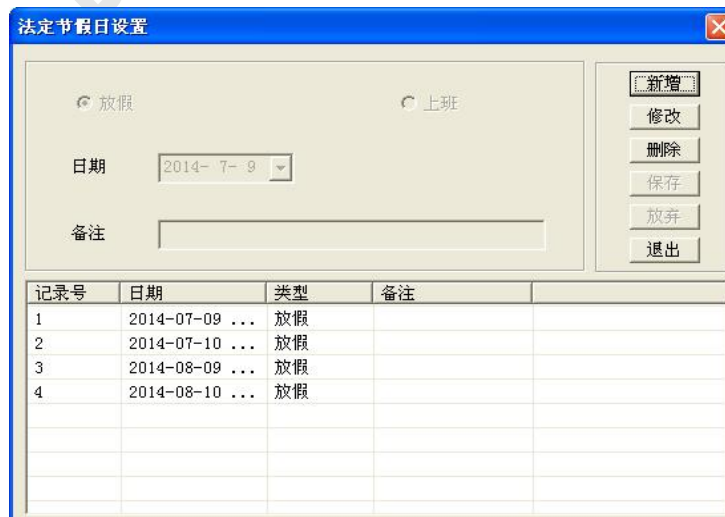 法定节假日设置
放假 上班
日期 2014- 7- 9
备注
新增
修改
删除
保存
放弃
退出
记录号 日期 类型 备注
1 2014-07-09 ... 放假
2 2014-07-10 ... 放假
3 2014-08-09 ... 放假
4 2014-08-10 ... 放假